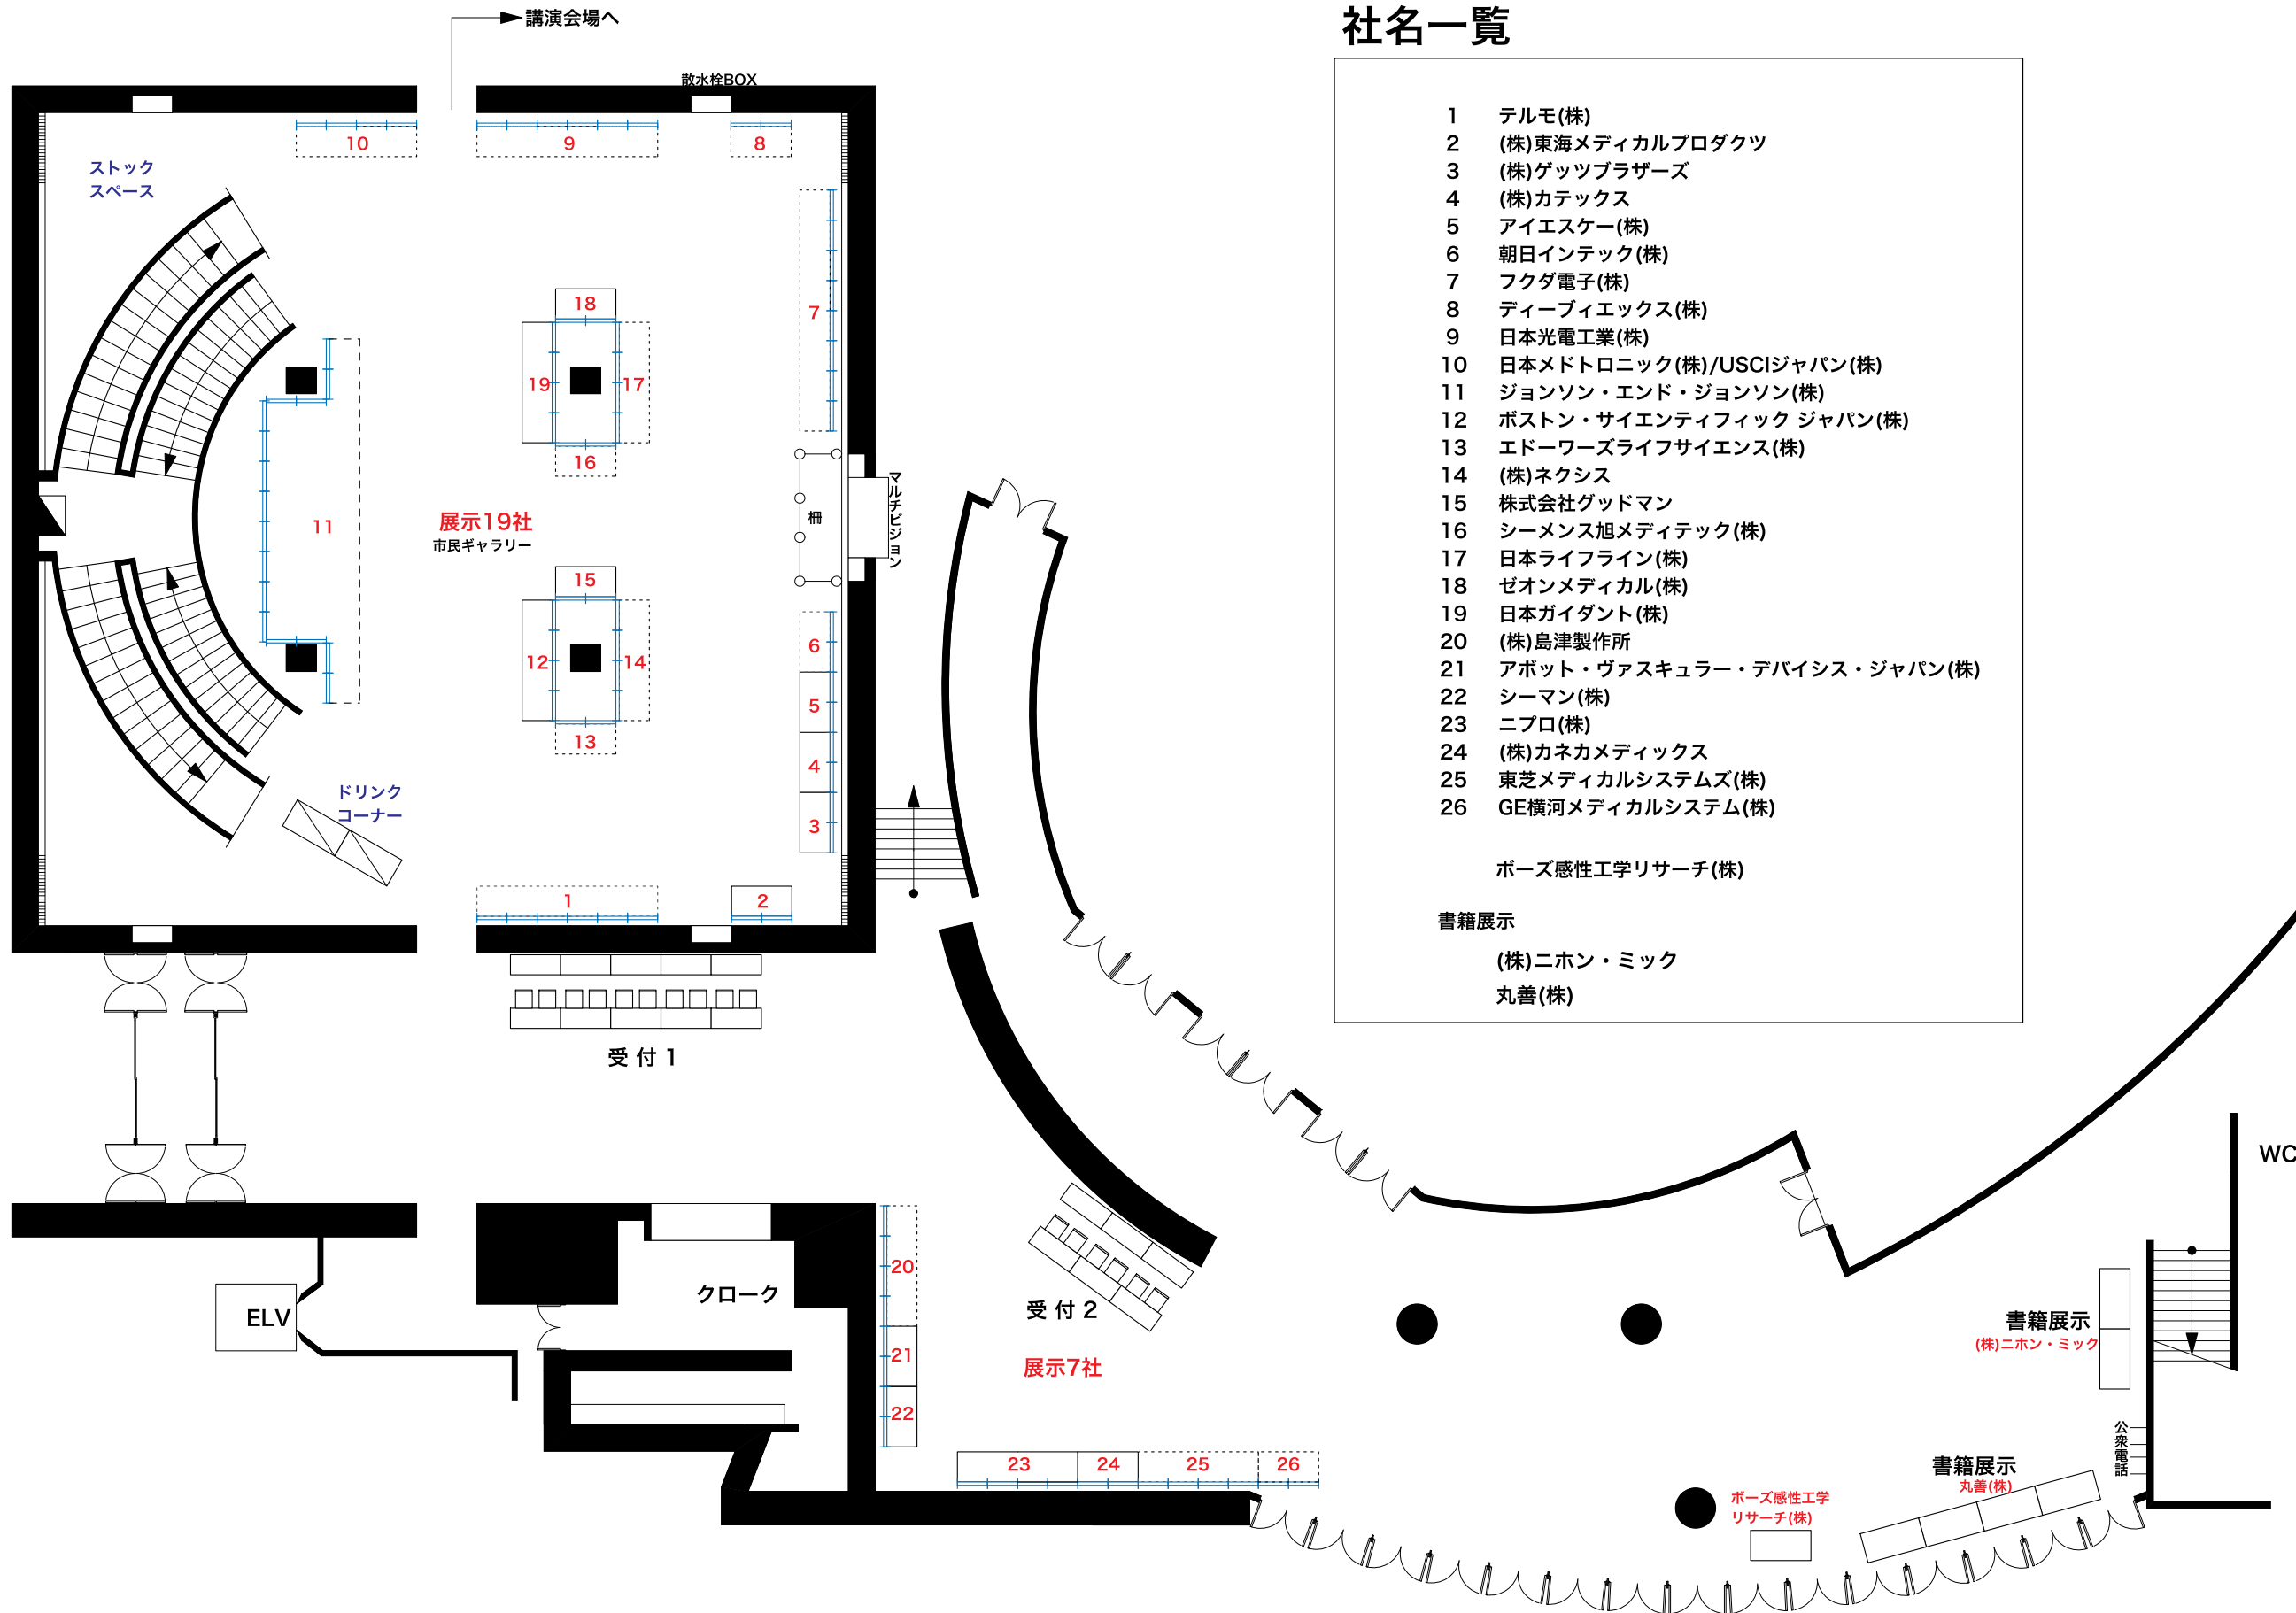 講演会場へ
社名一覧
散水栓BOX
1 テルモ(株)
2 (株)東海メディカルプロダクツ
3 (株)ゲッツブラザーズ
4 (株)カテックス
5 アイエスケー(株)
6 朝日インテック(株)
7 フクダ電子(株)
8 ディーブィエックス(株)
9 日本光電工業(株)
10 日本メドトロニック(株)/USCIジャパン(株)
11 ジョンソン・エンド・ジョンソン(株)
12 ボストン・サイエンティフィック ジャパン(株)
13 エドーワーズライフサイエンス(株)
14 (株)ネクシス
15 株式会社グッドマン
16 シーメンス旭メディテック(株)
17 日本ライフライン(株)
18 ゼオンメディカル(株)
19 日本ガイダント(株)
20 (株)島津製作所
21 アボット・ヴァスキュラー・デバイシス・ジャパン(株)
22 シーマン(株)
23 ニプロ(株)
24 (株)カネカメディックス
25 東芝メディカルシステムズ(株)
26 GE横河メディカルシステム(株)
ボーズ感性工学リサーチ(株)
書籍展示
(株)ニホン・ミック
丸善(株)
10
9
8
ストック
スペース
7
18
19
17
16
11
展示19社
市民ギャラリー
柵
マルチビジョン
15
12
14
13
6
5
4
3
ドリンク
コーナー
1
2
受付1
WC
ELV
クローク
20
21
22
受付2
展示7社
23
24
25
26
書籍展示
(株)ニホン・ミック
公衆電話
書籍展示
丸善(株)
ボーズ感性工学
リサーチ(株)